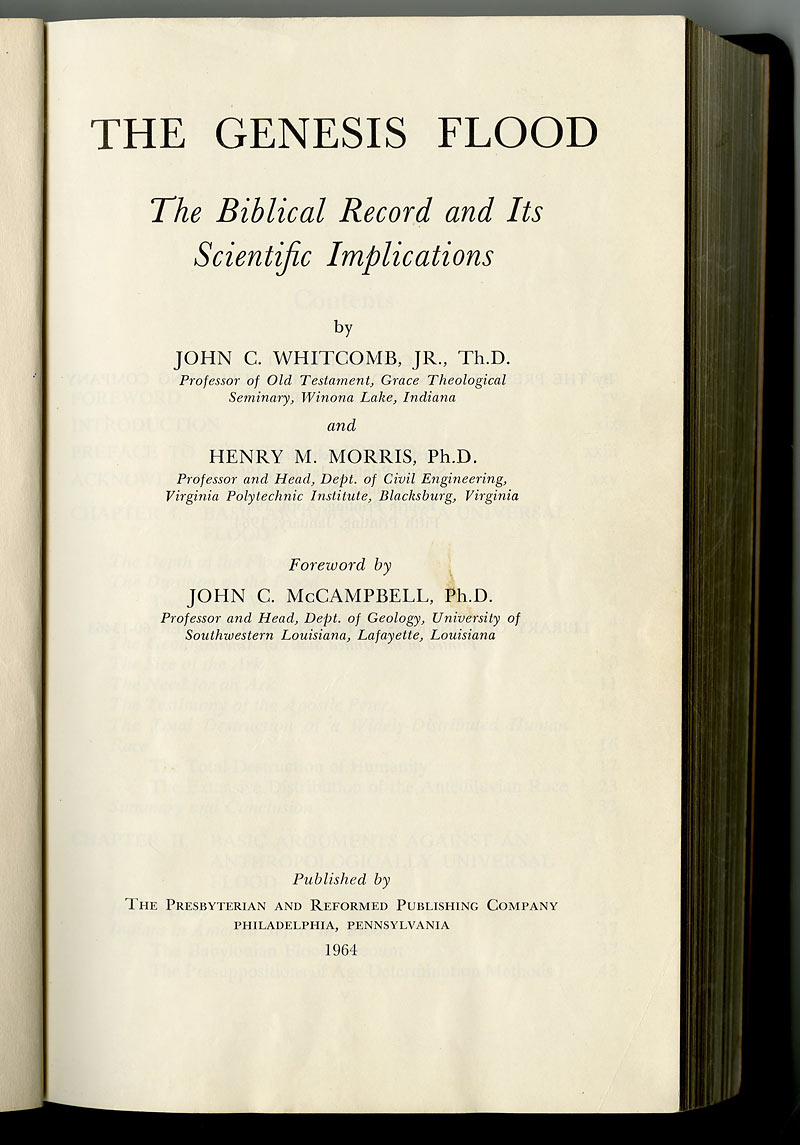 THE GENESIS FLOOD
The Biblical Record and Its
Scientific Implications
by
JOHN C. WHITCOMB, JR., Th.D.
Professor of Old Testament, Grace Theological
Seminary, Winona Lake, Indiana
and
HENRY M. MORRIS, Ph.D.
Professor and Head, Dept. of Civil Engineering,
Virginia Polytechnic Institute, Blacksburg, Virginia
Foreword by
JOHN C. McCAMPBELL, Ph.D.
Professor and Head, Dept. of Geology, University of
Southwestern Louisiana, Lafayette, Louisiana
Published by
THE PRESBYTERIAN AND REFORMED PUBLISHING COMPANY
PHILADELPHIA, PENNSYLVANIA
1964